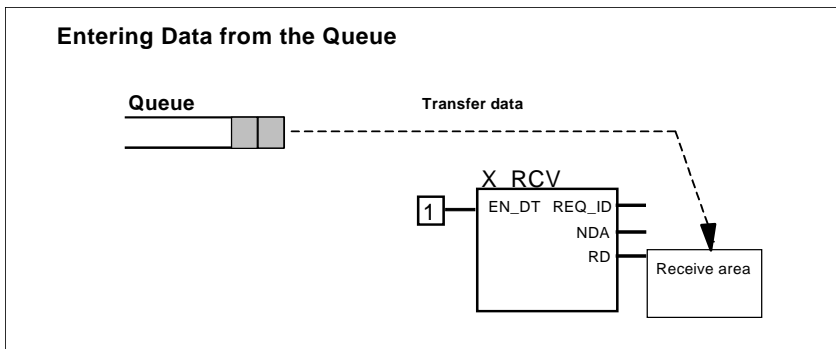 Entering Data from the Queue
Queue
Transfer data
X_RCV
1
EN_DT REQ_ID
NDA
RD
Receive area